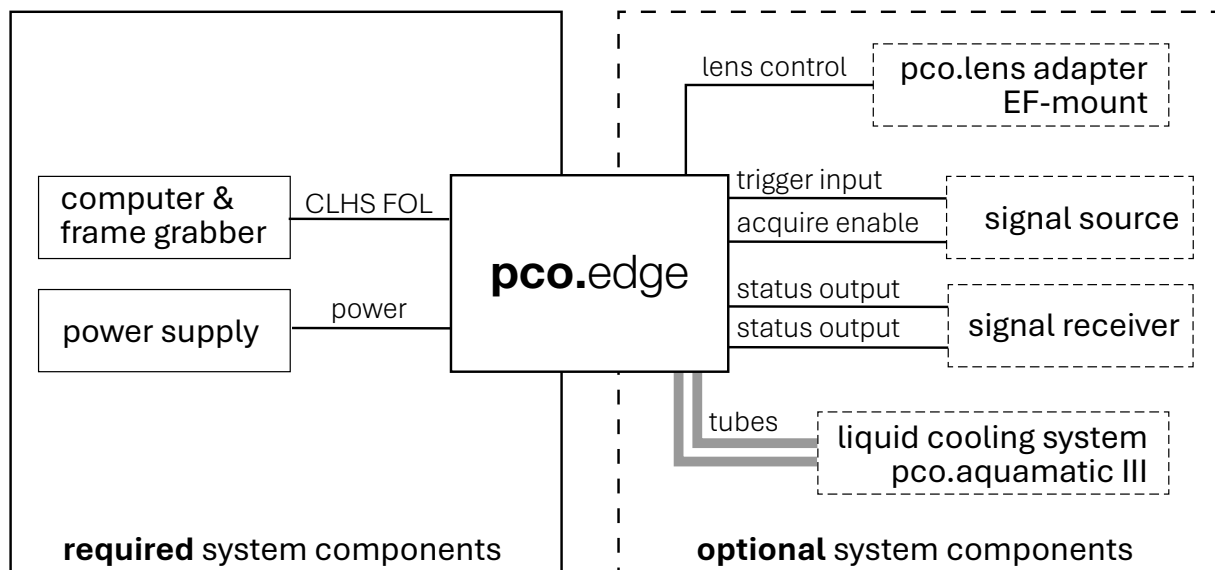 lens control
pco.lens adapter
EF-mount
computer &
frame grabber
CLHS FOL
power supply
power
pco.edge
trigger input
acquire enable
signal source
status output
status output
signal receiver
tubes
liquid cooling system
pco.aquamatic III
required system components
optional system components